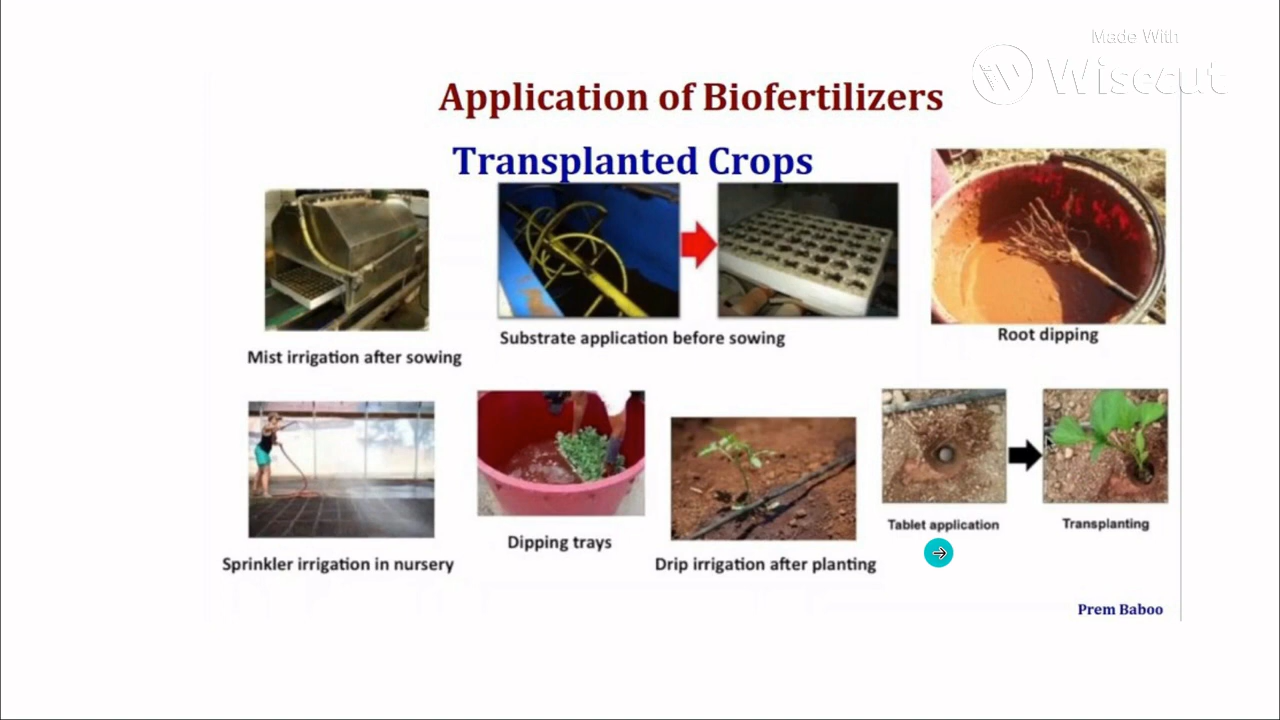 Made With
Wisecut
Application of Biofertilizers
Transplanted Crops
Mist irrigation after sowing
Substrate application before sowing
Root dipping
Sprinkler irrigation in nursery
Dipping trays
Drip irrigation after planting
Tablet application
Transplanting
Prem Baboo